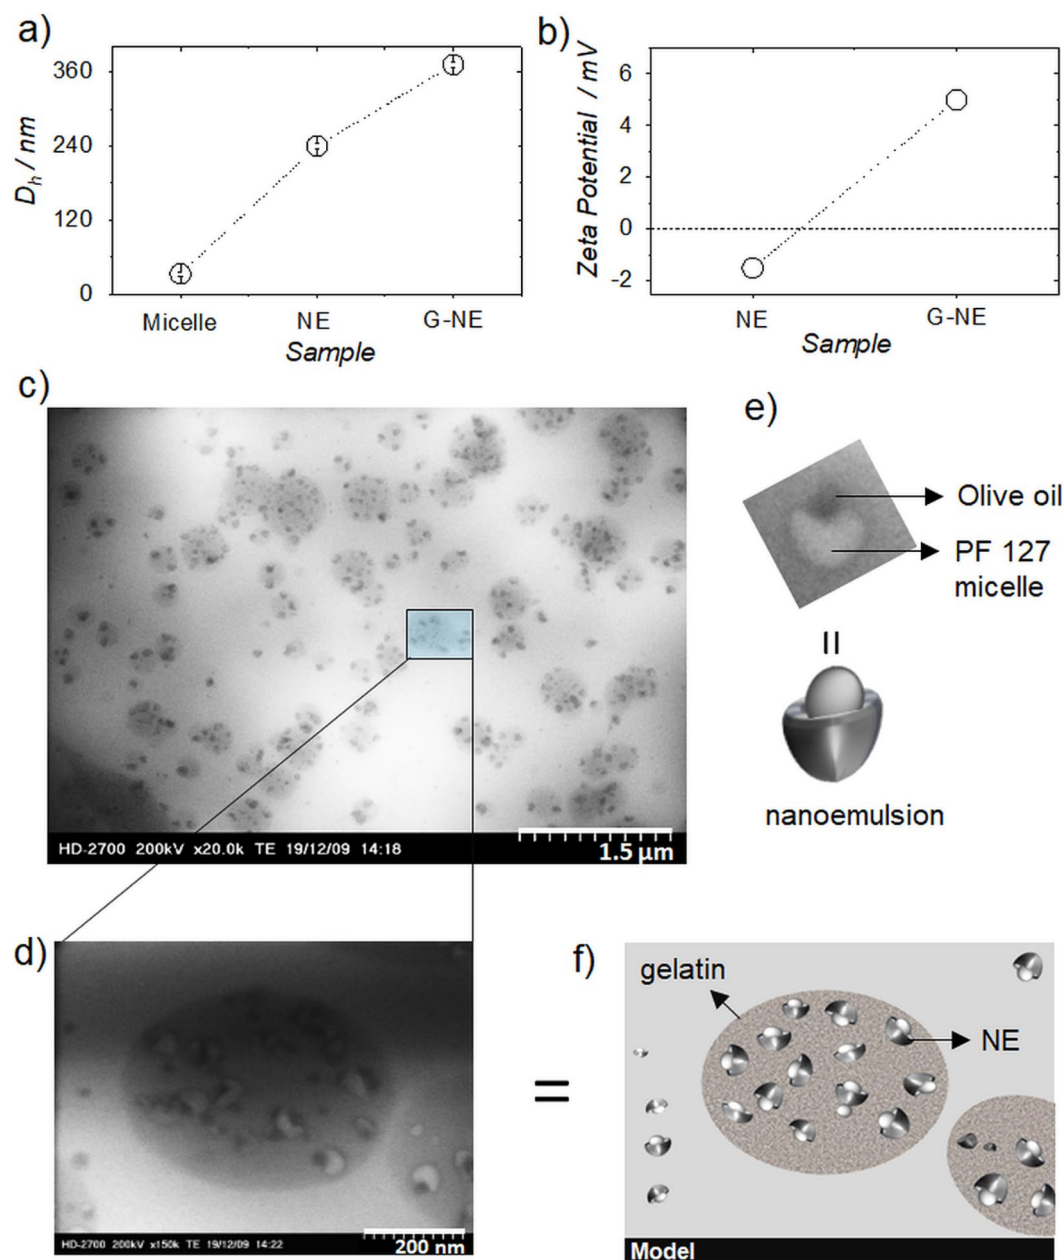 a)
D_h / nm
360
240
120
0
Micelle
NE
G-NE
Sample
b)
Zeta Potential / mV
6
4
2
0
-2
NE
G-NE
Sample
c)
HD-2700 200kV x20.0k TE 19/12/09 14:18
1.5 µm
e)
Olive oil
PF 127
micelle
=
nanoemulsion
d)
HD-2700 200kV x150k TE 19/12/09 14:22
200 nm
=
f)
gelatin
NE
Model